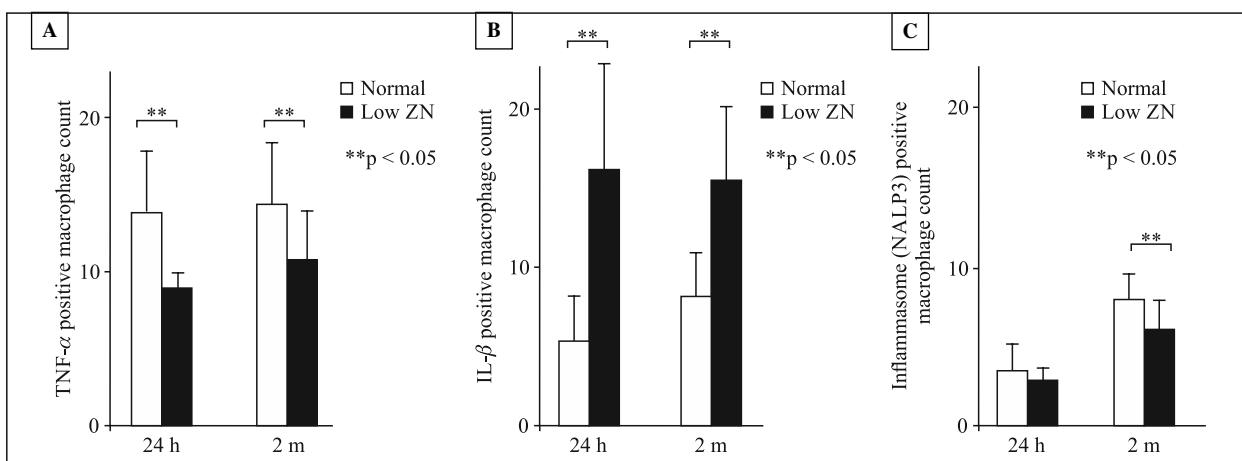 A
TNF-α positive macrophage count
20
10
0
**
**
Normal
Low ZN
**p < 0.05
24 h
2 m
B
IL-β positive macrophage count
20
10
0
**
**
Normal
Low ZN
**p < 0.05
24 h
2 m
C
Inflammasome (NALP3) positive
macrophage count
20
10
0
Normal
Low ZN
**p < 0.05
**
24 h
2 m